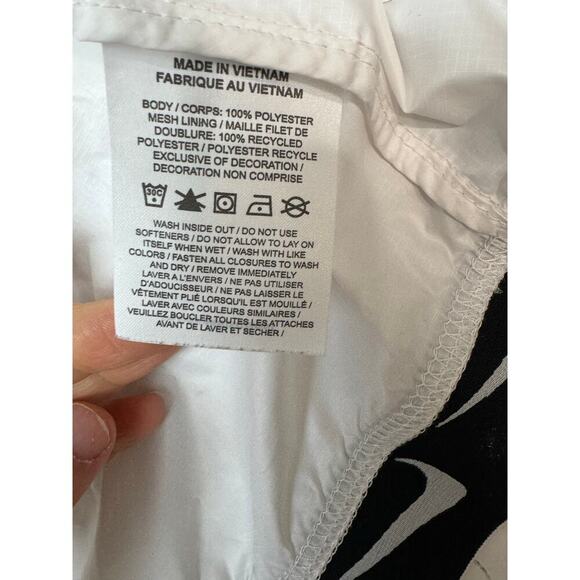 MADE IN VIETNAM
FABRIQUE AU VIETNAM
BODY / CORPS: 100% POLYESTER
MESH LINING / MAILLE FILET DE
DOUBLURE: 100% RECYCLED
POLYESTER / POLYESTER RECYCLE
EXCLUSIVE OF DECORATION /
DECORATION NON COMPRISE
30C
WASH INSIDE OUT / DO NOT USE
SOFTENERS / DO NOT ALLOW TO LAY ON
ITSELF WHEN WET / WASH WITH LIKE
COLORS / FASTEN ALL CLOSURES TO WASH
AND DRY / REMOVE IMMEDIATELY
LAVER A L'ENVERS / NE PAS UTILISER
D'ADOUCISSEUR / NE PAS LAISSER LE
VÊTEMENT PLIÉ LORSQU'IL EST MOUILLÉ /
LAVER AVEC COULEURS SIMILAIRES /
VEUILLEZ BOUCLER TOUTES LES ATTACHES
AVANT DE LAVER ET SECHER /